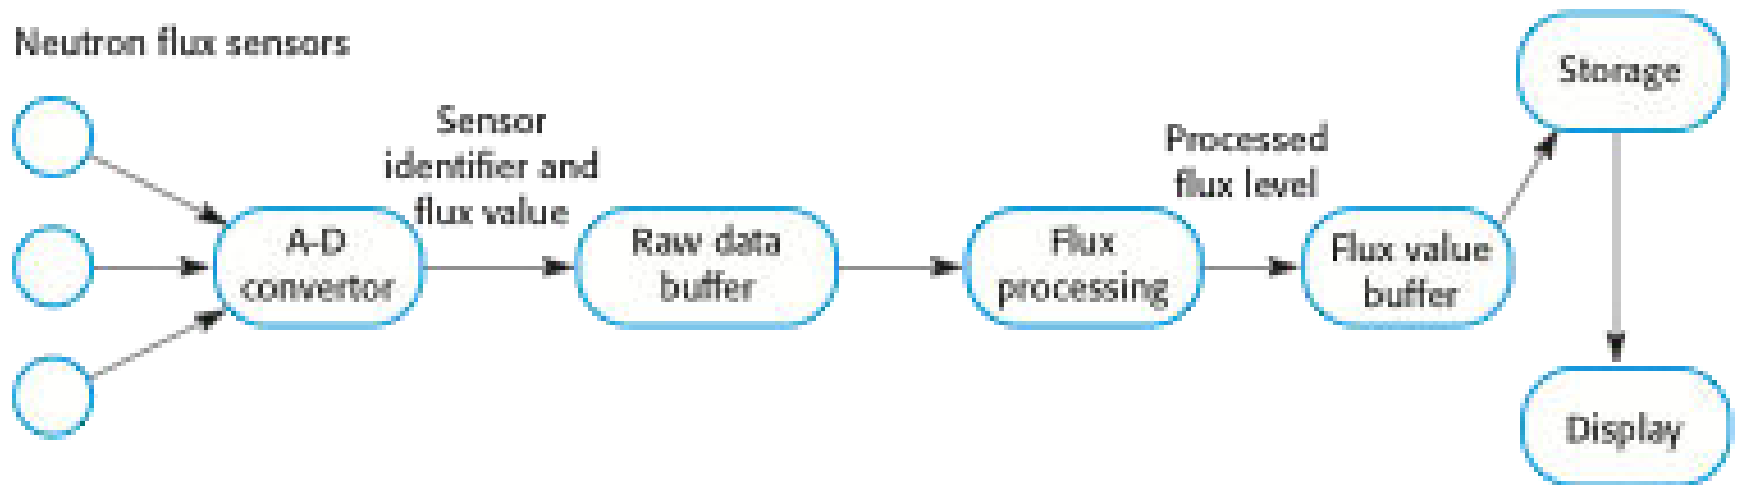 Neutron flux sensors
Sensor
identifier and
flux value
A-D
convertor
Raw data
buffer
Flux
processing
Processed
flux level
Flux value
buffer
Storage
Display